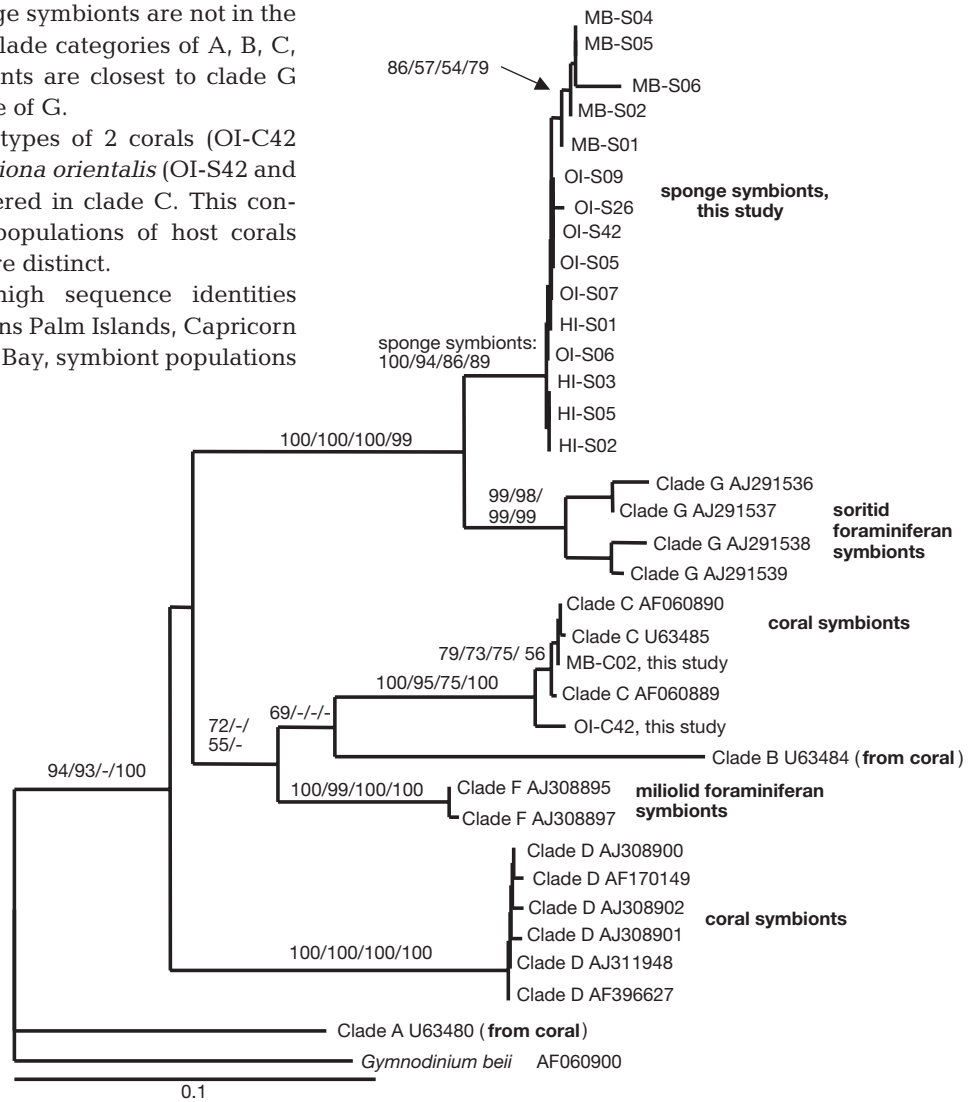 ge symbionts are not in the
lade categories of A, B, C,
nts are closest to clade G
e of G.
types of 2 corals (OI-C42
iona orientalis (OI-S42 and
ered in clade C. This con-
populations of host corals
re distinct.
high sequence identities
ns Palm Islands, Capricorn
Bay, symbiont populations
MB-S04
MB-S05
86/57/54/79
MB-S06
MB-S02
MB-S01
OI-S09
OI-S26
OI-S42
OI-S05
OI-S07
HI-S01
OI-S06
HI-S03
HI-S05
HI-S02
sponge symbionts,
this study
sponge symbionts:
100/94/86/89
100/100/100/99
99/98/
99/99
Clade G AJ291536
Clade G AJ291537
Clade G AJ291538
Clade G AJ291539
soritid
foraminiferan
symbionts
Clade C AF060890
Clade C U63485
MB-C02, this study
Clade C AF060889
OI-C42, this study
coral symbionts
79/73/75/ 56
100/95/75/100
69/-/-/-
72/-/
55/-
Clade B U63484 (from coral)
94/93/-/100
100/99/100/100
Clade F AJ308895
Clade F AJ308897
miliolid foraminiferan
symbionts
Clade D AJ308900
Clade D AF170149
Clade D AJ308902
Clade D AJ308901
Clade D AJ311948
Clade D AF396627
coral symbionts
100/100/100/100
Clade A U63480 (from coral)
Gymnodinium beii AF060900
0.1